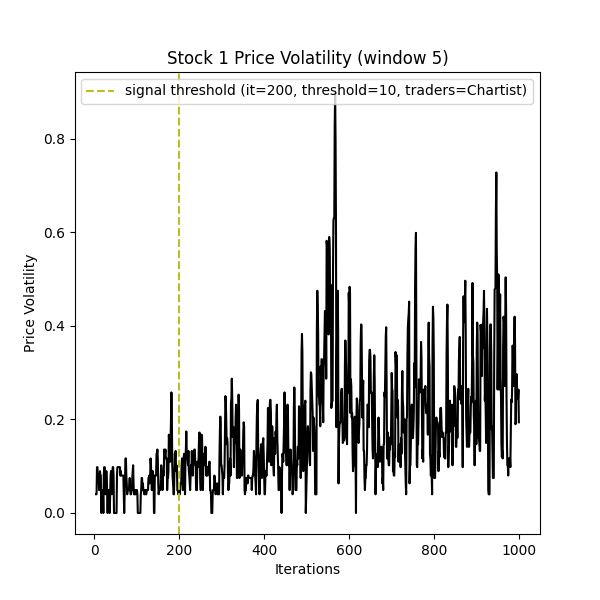 Stock 1 Price Volatility (window 5)
signal threshold (it=200, threshold=10, traders=Chartist)
0.8
0.6
0.4
0.2
0.0
Price Volatility
0 200 400 600 800 1000
Iterations